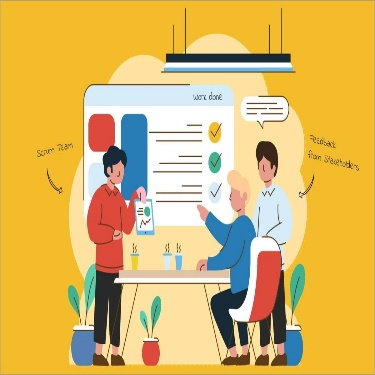 work done
Scrum Team
Feedback
from Stakeholders